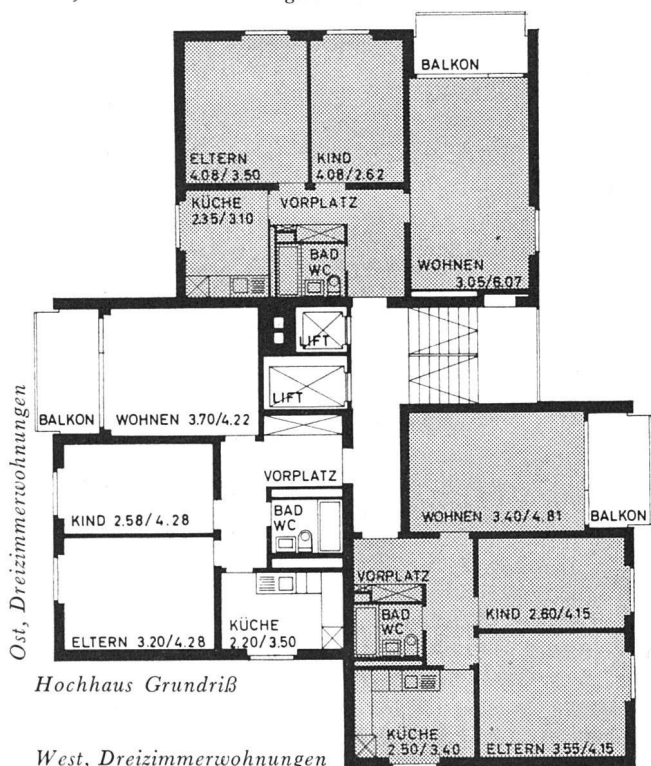 BALKON
ELTERN
4.08/3.50
KIND
4.08/2.62
KÜCHE
2.35/3.10
VORPLATZ
BAD
WC
WOHNEN
3.05/6.07
LIFT
LIFT
BALKON
WOHNEN 3.70/4.22
VORPLATZ
KIND 2.58/4.28
BAD
WC
ELTERN 3.20/4.28
KÜCHE
2.20/3.50
WOHNEN 3.40/4.81
BALKON
VORPLATZ
KIND 2.60/4.15
BAD
WC
KÜCHE
2.50/3.40
ELTERN 3.55/4.15
Ost, Dreizimmerwohnungen
Hochhaus Grundriß
West, Dreizimmerwohnungen